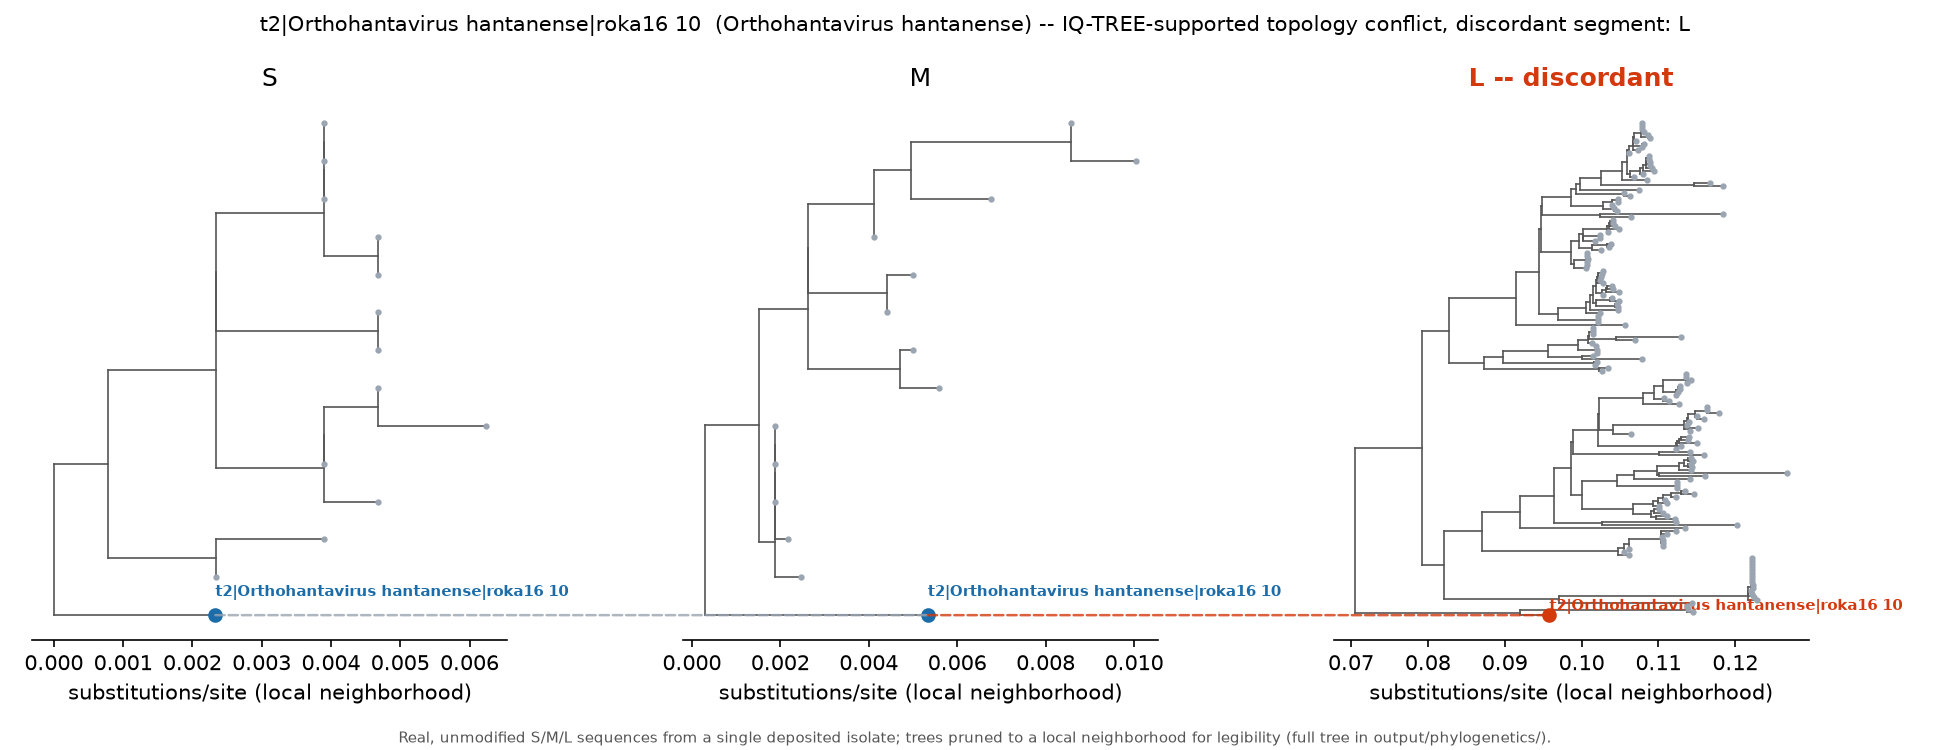 t2|Orthohantavirus hantanense|roka16 10  (Orthohantavirus hantanense) -- IQ-TREE-supported topology conflict, discordant segment: L
S
M
L -- discordant
t2|Orthohantavirus hantanense|roka16 10
t2|Orthohantavirus hantanense|roka16 10
t2|Orthohantavirus hantanense|roka16 10
0.000 0.001 0.002 0.003 0.004 0.005 0.006
0.000 0.002 0.004 0.006 0.008 0.010
0.07 0.08 0.09 0.10 0.11 0.12
substitutions/site (local neighborhood)
substitutions/site (local neighborhood)
substitutions/site (local neighborhood)
Real, unmodified S/M/L sequences from a single deposited isolate; trees pruned to a local neighborhood for legibility (full tree in output/phylogenetics/).